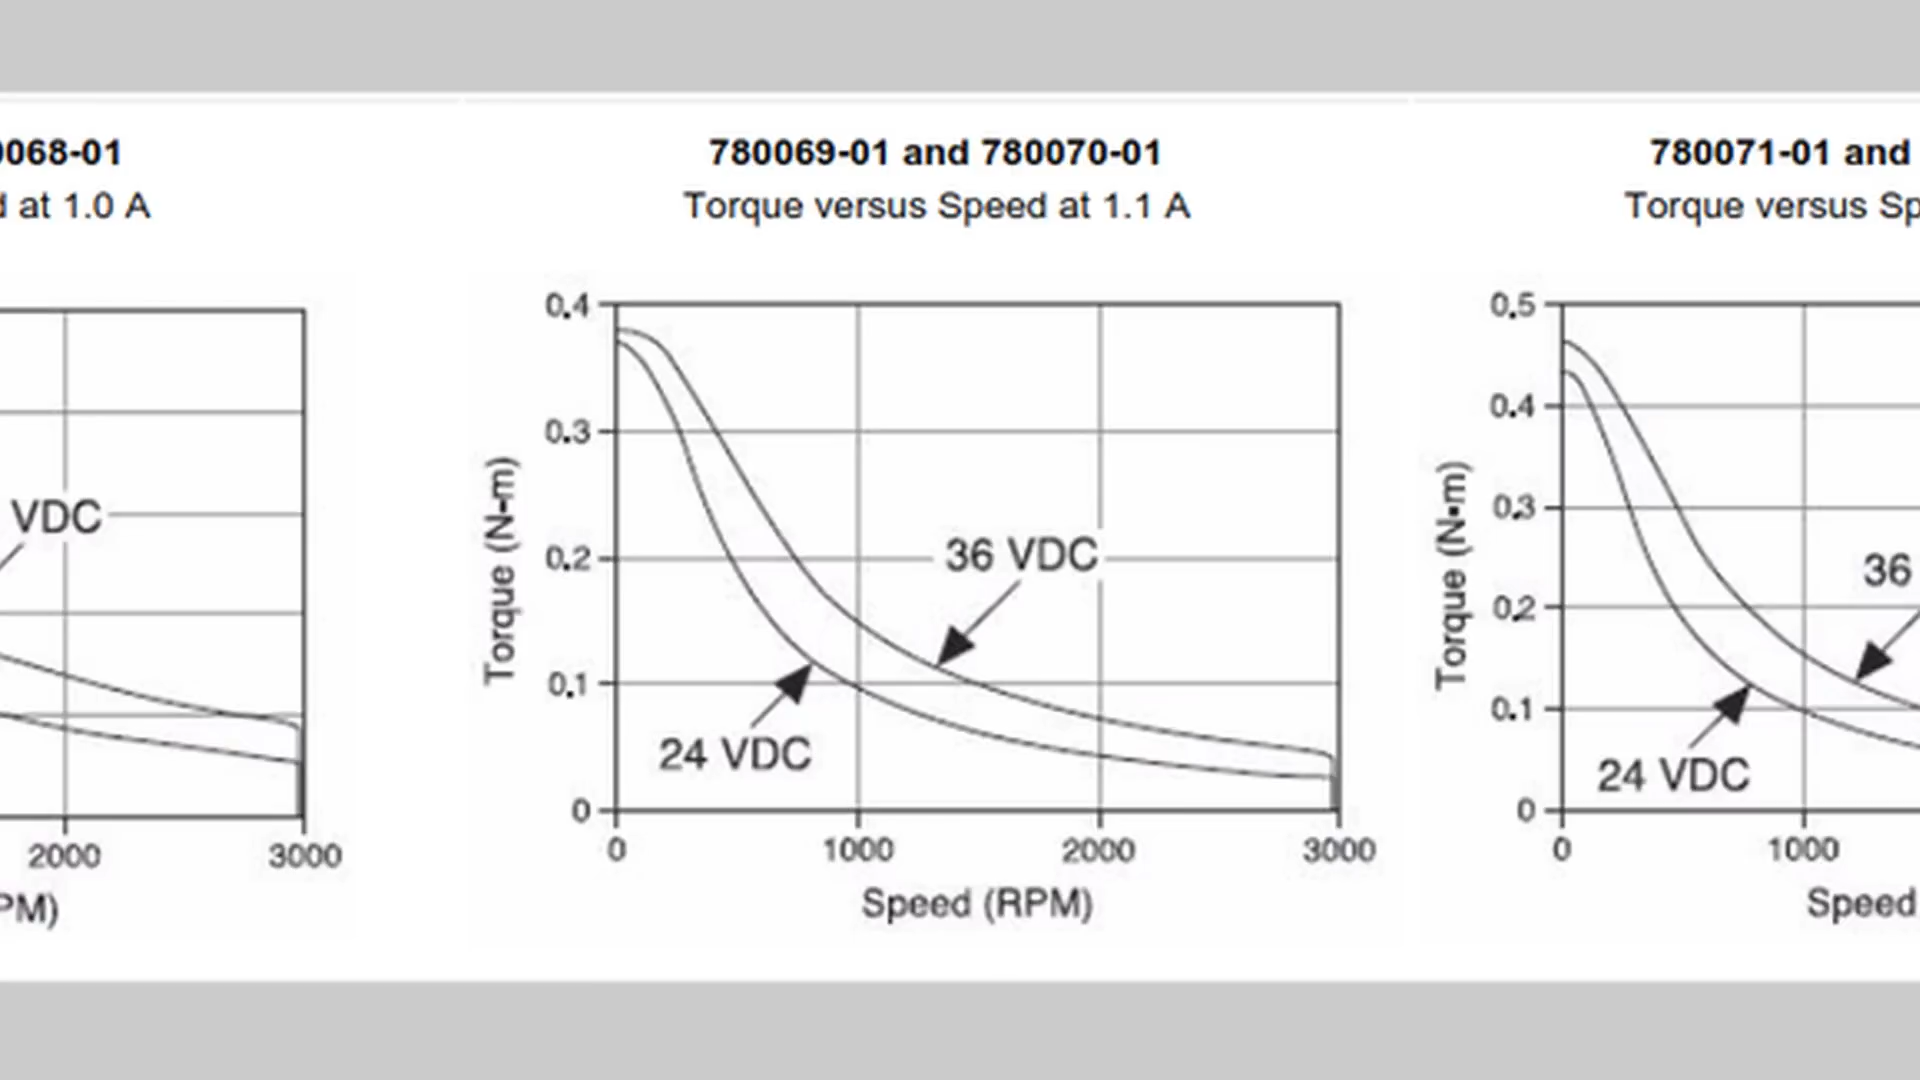 0068-01
d at 1.0 A
VDC
2000 3000
PM)
780069-01 and 780070-01
Torque versus Speed at 1.1 A
0.4
0.3
0.2
0.1
0
Torque (N-m)
36 VDC
24 VDC
0 1000 2000 3000
Speed (RPM)
780071-01 and
Torque versus Sp
0.5
0.4
0.3
0.2
0.1
0
Torque (N•m)
36
24 VDC
0 1000
Speed